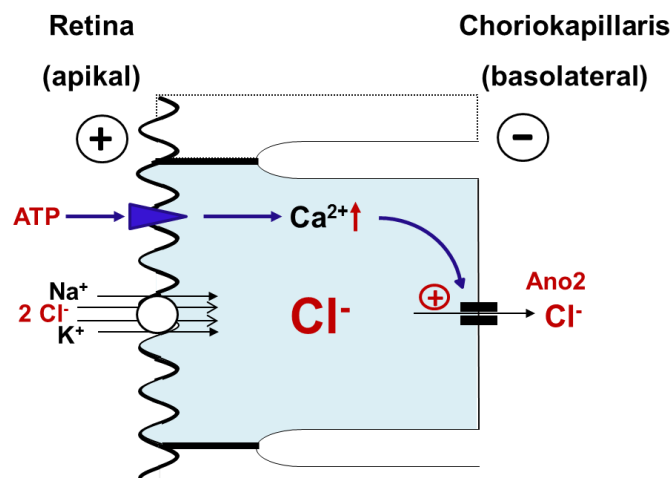 Retina
(apikal)
Choriokapillaris
(basolateral)
+
−
ATP
Ca²⁺↑
Na⁺
2 Cl⁻
K⁺
Cl⁻
+
Ano2
Cl⁻